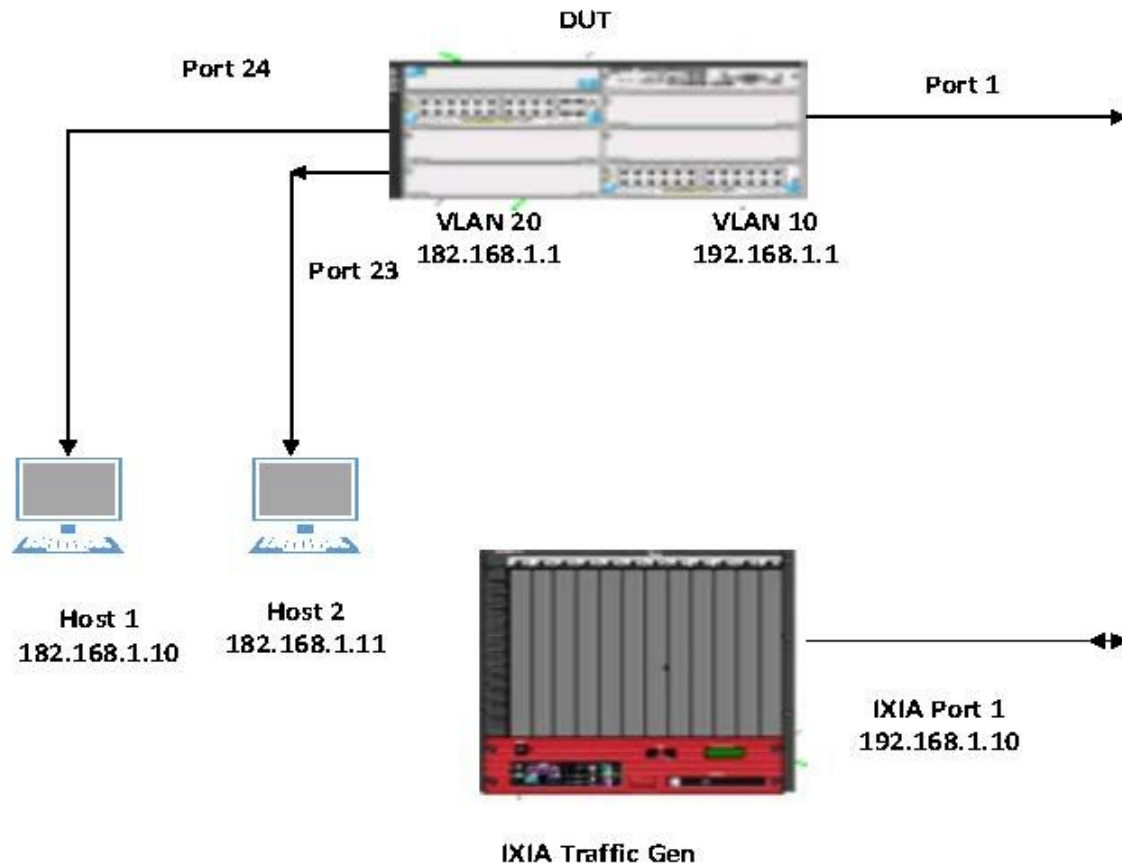 DUT
Port 24
Port 1
VLAN 20
182.168.1.1
VLAN 10
192.168.1.1
Port 23
Host 1
182.168.1.10
Host 2
182.168.1.11
IXIA Port 1
192.168.1.10
IXIA Traffic Gen